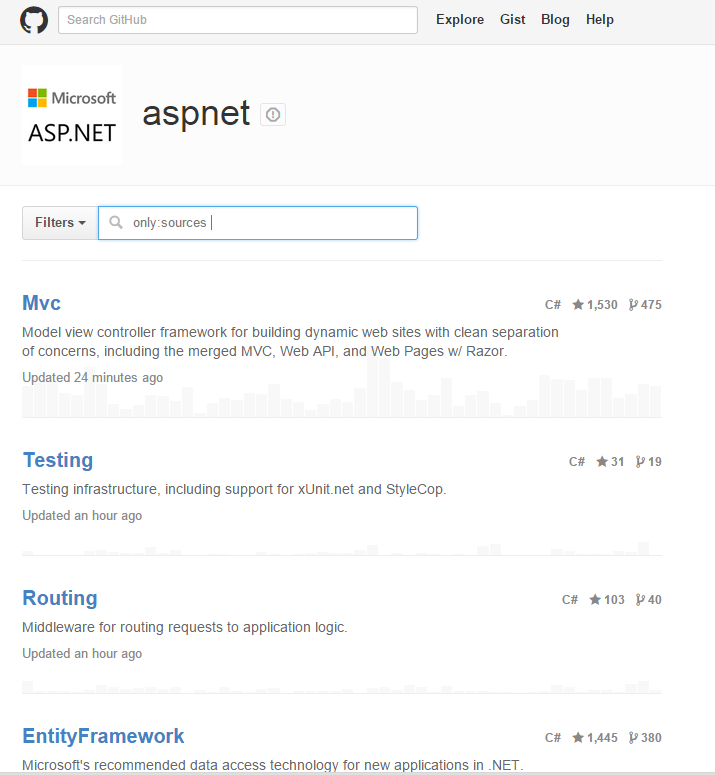 Search GitHub
Explore Gist Blog Help
Microsoft
ASP.NET
aspnet
Filters
only:sources
Mvc
C# 1,530 475
Model view controller framework for building dynamic web sites with clean separation
of concerns, including the merged MVC, Web API, and Web Pages w/ Razor.
Updated 24 minutes ago
Testing
C# 31 19
Testing infrastructure, including support for xUnit.net and StyleCop.
Updated an hour ago
Routing
C# 103 40
Middleware for routing requests to application logic.
Updated an hour ago
EntityFramework
C# 1,445 380
Microsoft's recommended data access technology for new applications in .NET.